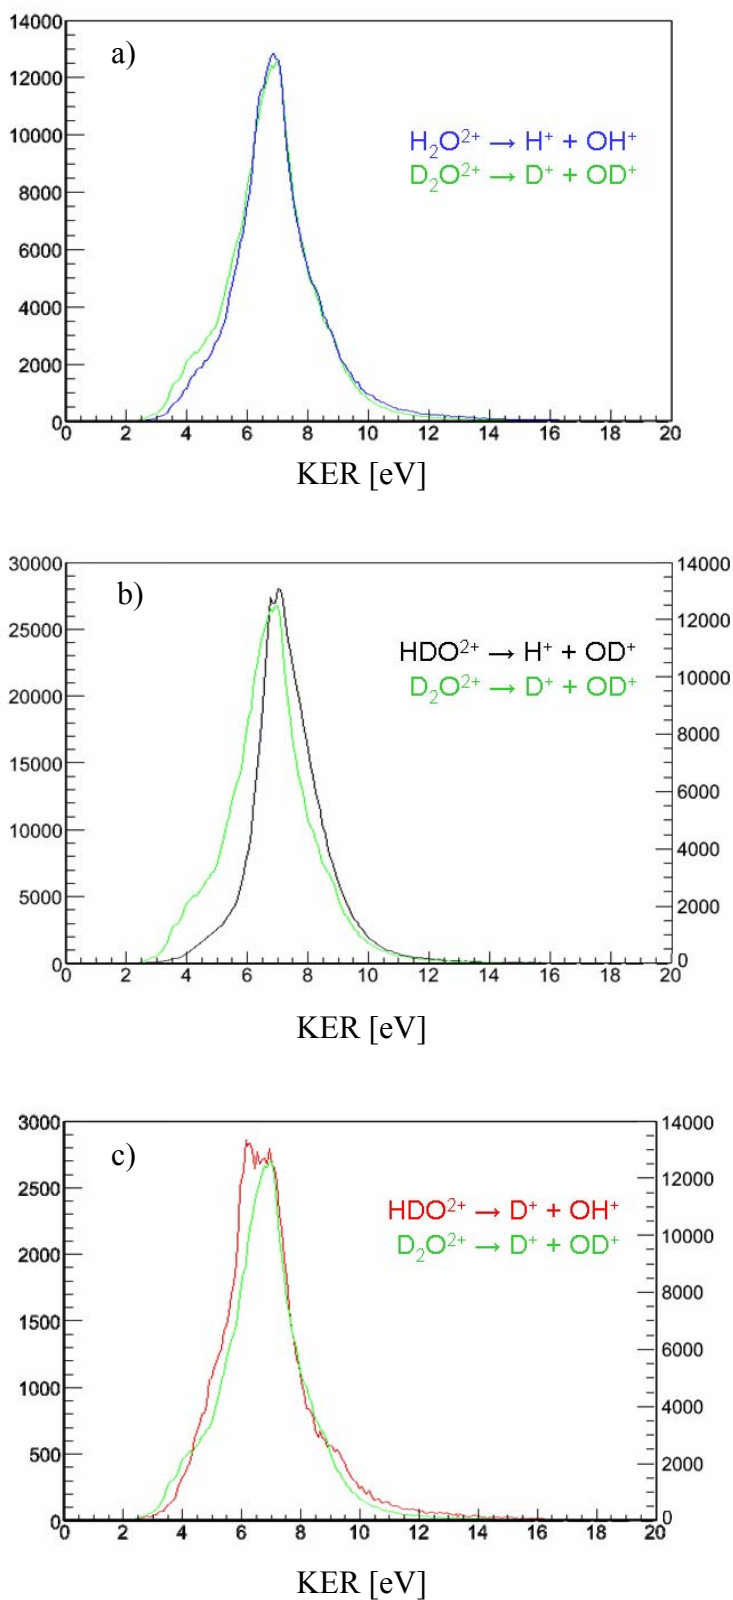 14000
a)
12000
10000
H₂O²⁺ → H⁺ + OH⁺
D₂O²⁺ → D⁺ + OD⁺
8000
6000
4000
2000
0
0 2 4 6 8 10 12 14 16 18 20
KER [eV]
30000 14000
b)
25000 12000
HDO²⁺ → H⁺ + OD⁺
D₂O²⁺ → D⁺ + OD⁺
20000 10000
8000
15000
6000
10000
4000
5000
2000
0 0
0 2 4 6 8 10 12 14 16 18 20
KER [eV]
3000 14000
c)
2500 12000
HDO²⁺ → D⁺ + OH⁺
D₂O²⁺ → D⁺ + OD⁺
2000 10000
8000
1500
6000
1000
4000
500
2000
0 0
0 2 4 6 8 10 12 14 16 18 20
KER [eV]